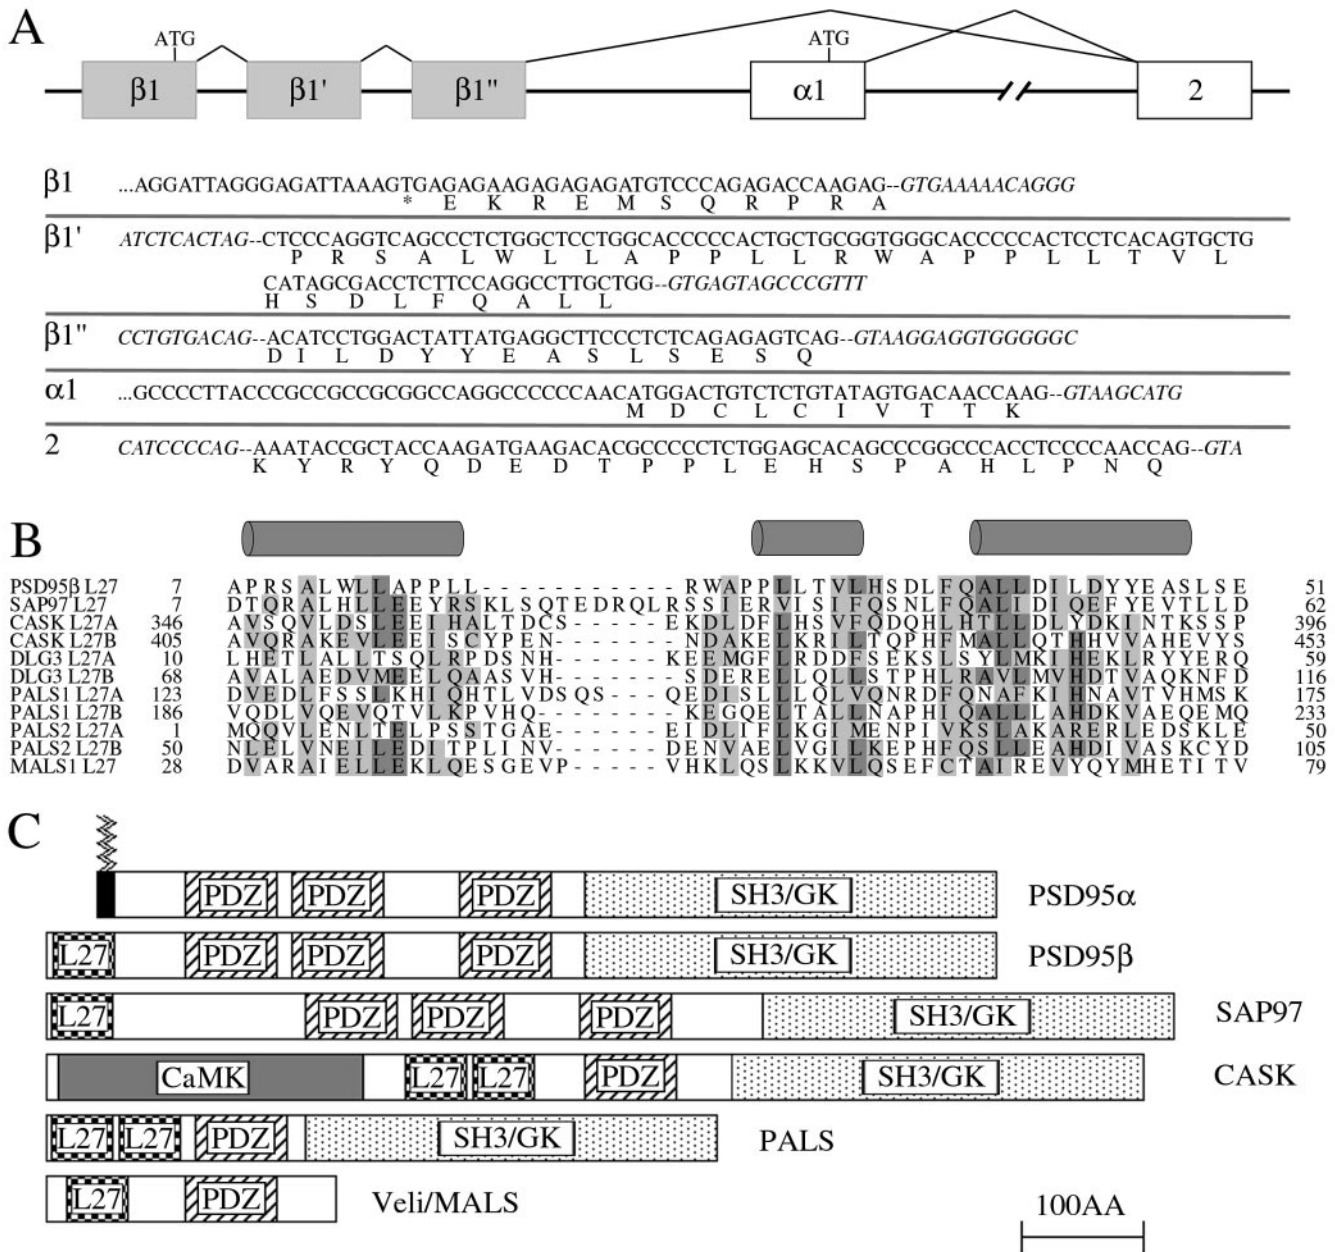 A
ATG
ATG
β1
β1'
β1"
α1
2
β1 ...AGGATTAGGGAGATTAAAGTGAGAGAAGAGAGAGATGTCCCAGAGACCAAGAG--GTGAAAAACAGGG
* E K R E M S Q R P R A
β1' ATCTCACTAG--CTCCCAGGTCAGCCCTCTGGCTCCTGGCACCCCCACTGCTGCGGTGGGCACCCCCACTCCTCACAGTGCTG
P R S A L W L L A P P L L R W A P P L L T V L
CATAGCGACCTCTTCCAGGCCTTGCTGG--GTGAGTAGCCCGTTT
H S D L F Q A L L
β1" CCTGTGACAG--ACATCCTGGACTATTATGAGGCTTCCCTCTCAGAGAGTCAG--GTAAGGAGGTGGGGGC
D I L D Y Y E A S L S E S Q
α1 ...GCCCCTTACCCGCCGCCGCGGCCAGGCCCCCCAACATGGACTGTCTCTGTATAGTGACAACCAAG--GTAAGCATG
M D C L C I V T T K
2 CATCCCCAG--AAATACCGCTACCAAGATGAAGACACGCCCCCTCTGGAGCACAGCCCGGCCCACCTCCCCAACCAG--GTA
K Y R Y Q D E D T P P L E H S P A H L P N Q
B
PSD95β L27 7 APRSALWLLAPPLL------------RWAPPLLTVLHSDLFQALLDILDYYEASLSE 51
SAP97 L27 7 DTQRALHLLEEYRSKLSQTEDRQLRSSIERVISIFQSNLFQALIDIQEFYEVTLLD 62
CASK L27A 346 AVSQVLDSLEEIHALTDCS------EKDLDFLHSVFQDQHLHTLLDLYDKINTKSSP 396
CASK L27B 405 AVQRAKEVLEEISCYPEN-------NDAKELKRILTQPHFMALLQTHHVVAHEVYS 453
DLG3 L27A 10 LHETLALLTSQLRPDSNH------KEEMGFLRDDFSEKSLSYLMKIHEKLRYYERQ 59
DLG3 L27B 68 AVALAEDVMEELQAASVH-------SDERELLQLLSTPHLRAVLMVHDTVAQKNFD 116
PALS1 L27A 123 DVEDLFSSLKHIQHTLVDSQS---QEDISLLLQLVQNRDFQNAFKIHNAVTVHMSK 175
PALS1 L27B 186 VQDLVQEVQTVLKPVHQ-------KEGQELTALLNAPHIQALLLAHDKVAEQEMQ 233
PALS2 L27A 1 MQQVLENLTELPSSTGAE------EIDLIFLKGIMENPIVKSLAKARERLEDSKLE 50
PALS2 L27B 50 NLELVNEILEDITPLINV------DENVAELVGILKEPHFQSLLEAHDIVASKCYD 105
MALS1 L27 28 DVARAIELLEKLQESGEVP-----VHKLQSLKKVLQSEFCTAIREVYQYMHETITV 79
C
PDZ PDZ PDZ SH3/GK PSD95α
L27 PDZ PDZ PDZ SH3/GK PSD95β
L27 PDZ PDZ PDZ SH3/GK SAP97
CaMK L27 L27 PDZ SH3/GK CASK
L27 L27 PDZ SH3/GK PALS
L27 PDZ Veli/MALS
100AA